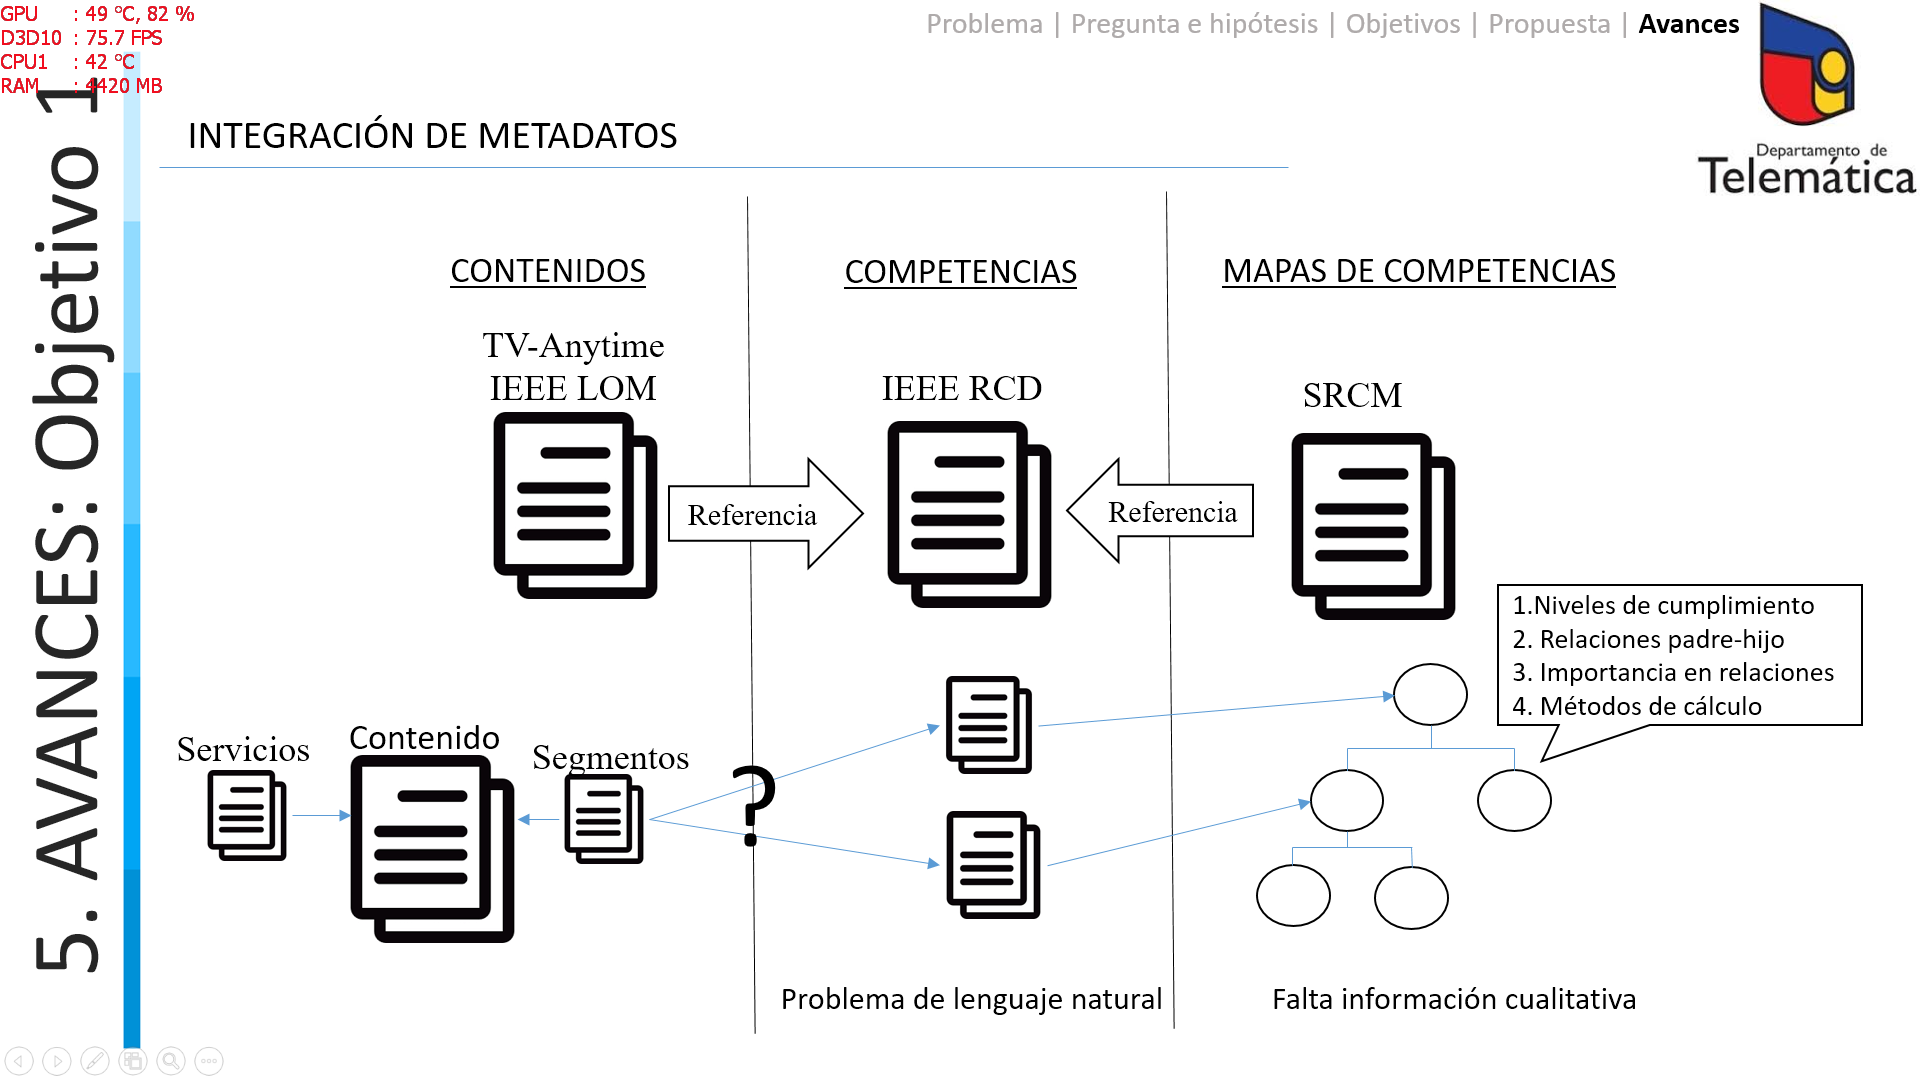 GPU : 49 °C, 82 %
D3D10 : 75.7 FPS
CPU1 : 42 °C
RAM : 4420 MB
Problema | Pregunta e hipótesis | Objetivos | Propuesta | Avances
Departamento de
Telemática
5. AVANCES: Objetivo 1
INTEGRACIÓN DE METADATOS
CONTENIDOS
COMPETENCIAS
MAPAS DE COMPETENCIAS
TV-Anytime
IEEE LOM
IEEE RCD
SRCM
Referencia
Referencia
1.Niveles de cumplimiento
2. Relaciones padre-hijo
3. Importancia en relaciones
4. Métodos de cálculo
Servicios
Contenido
Segmentos
?
Problema de lenguaje natural
Falta información cualitativa